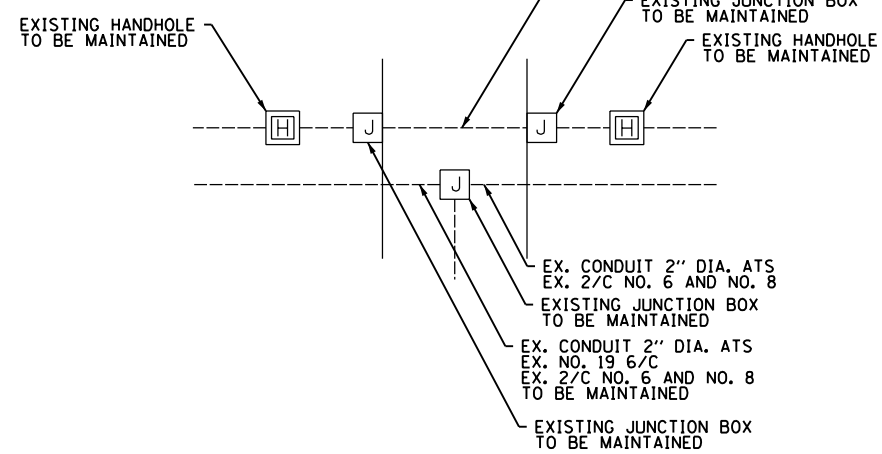 EXISTING JUNCTION BOX
TO BE MAINTAINED
EXISTING HANDHOLE
TO BE MAINTAINED
EXISTING HANDHOLE
TO BE MAINTAINED
H
J
J
H
J
EX. CONDUIT 2'' DIA. ATS
EX. 2/C NO. 6 AND NO. 8
EXISTING JUNCTION BOX
TO BE MAINTAINED
EX. CONDUIT 2'' DIA. ATS
EX. NO. 19 6/C
EX. 2/C NO. 6 AND NO. 8
TO BE MAINTAINED
EXISTING JUNCTION BOX
TO BE MAINTAINED